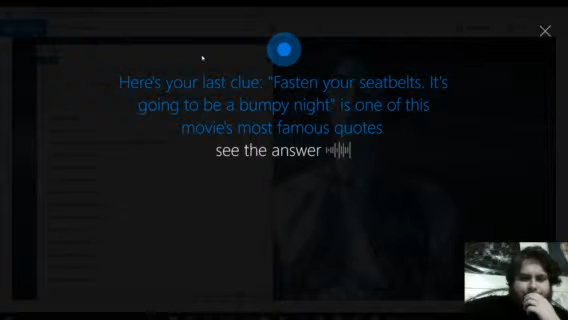 Here's your last clue: "Fasten your seatbelts. It's
going to be a bumpy night" is one of this
movie's most famous quotes
see the answer